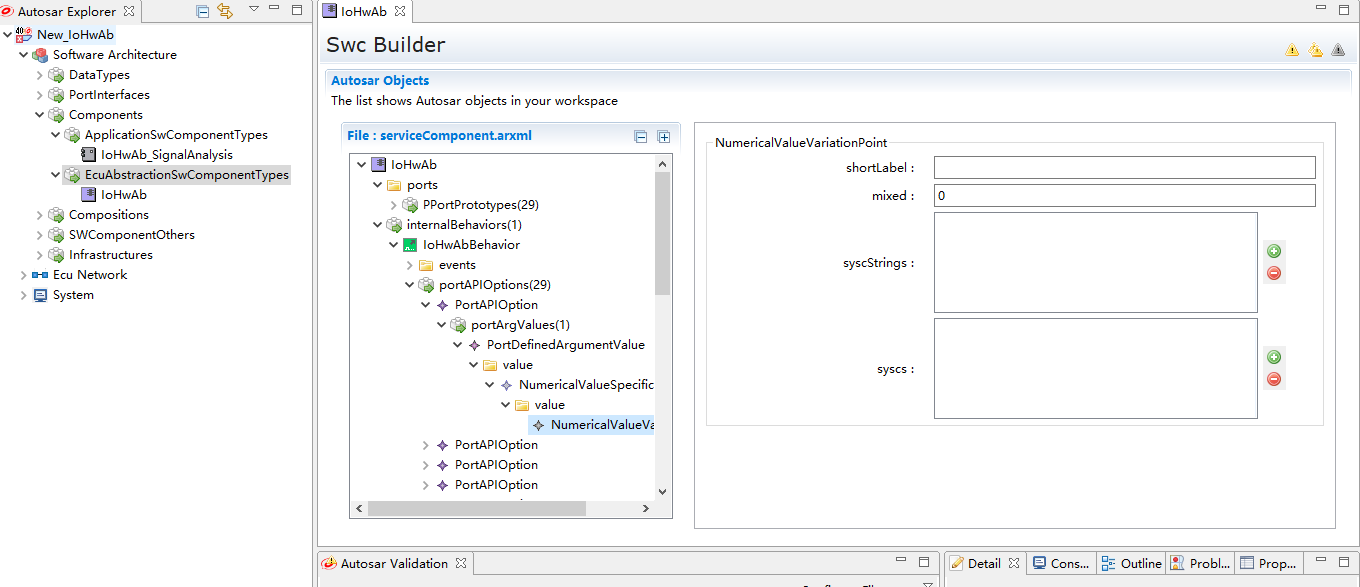 Autosar Explorer
New_IoHwAb
Software Architecture
DataTypes
PortInterfaces
Components
ApplicationSwComponentTypes
IoHwAb_SignalAnalysis
EcuAbstractionSwComponentTypes
IoHwAb
Compositions
SWComponentOthers
Infrastructures
Ecu Network
System
IoHwAb
Swc Builder
Autosar Objects
The list shows Autosar objects in your workspace
File : serviceComponent.arxml
IoHwAb
ports
PPortPrototypes(29)
internalBehaviors(1)
IoHwAbBehavior
events
portAPIOptions(29)
PortAPIOption
portArgValues(1)
PortDefinedArgumentValue
value
NumericalValueSpecific
value
NumericalValueVa
PortAPIOption
PortAPIOption
PortAPIOption
NumericalValueVariationPoint
shortLabel :
mixed : 0
syscStrings :
syscs :
Autosar Validation
Detail
Cons...
Outline
Probl...
Prop...